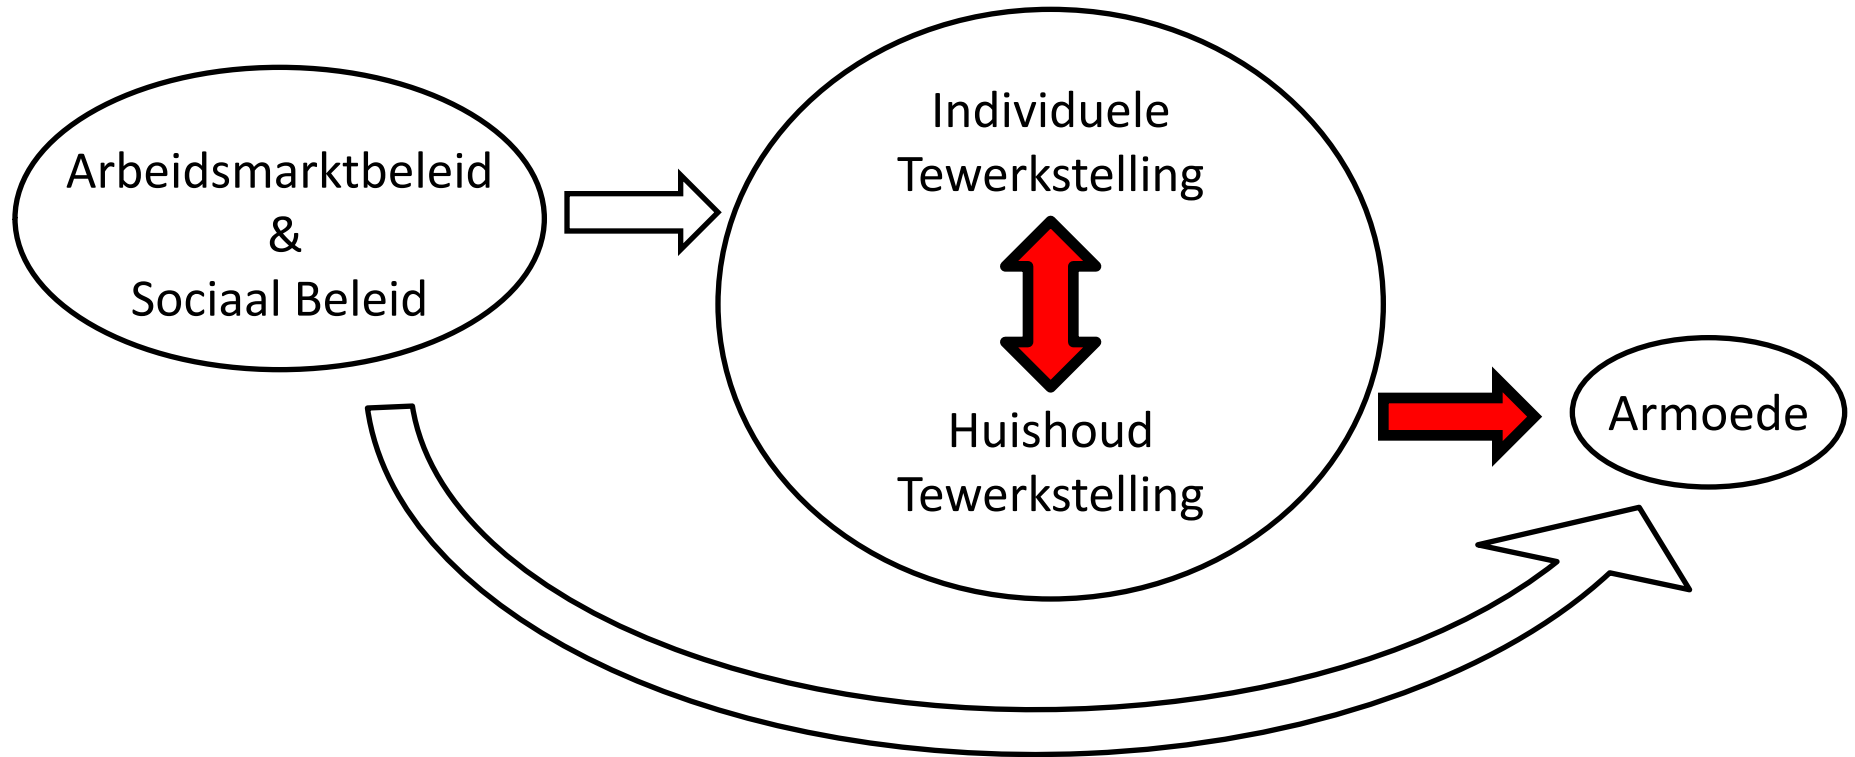 Arbeidsmarktbeleid
&
Sociaal Beleid
Individuele
Tewerkstelling
Huishoud
Tewerkstelling
Armoede